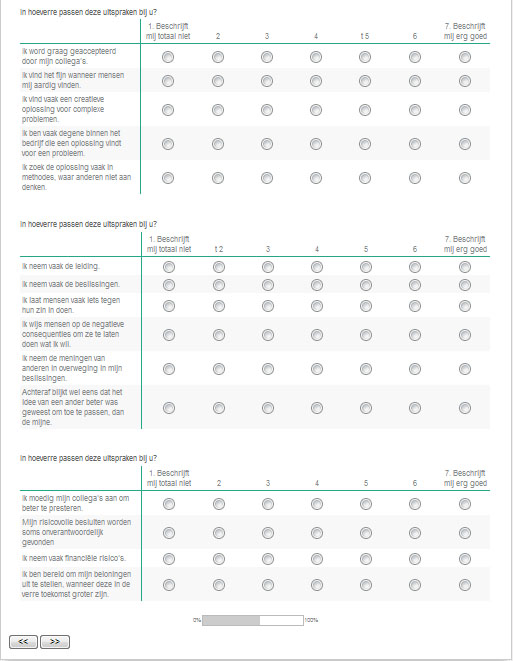 In hoeverre passen deze uitspraken bij u?
1. Beschrijft 7. Beschrijft
mij totaal niet 2 3 4 t 5 6 mij erg goed
Ik word graag geaccepteerd
door mijn collega's.
Ik vind het fijn wanneer mensen
mij aardig vinden.
Ik vind vaak een creatieve
oplossing voor complexe
problemen.
Ik ben vaak degene binnen het
bedrijf die een oplossing vindt
voor een probleem.
Ik zoek de oplossing vaak in
methodes, waar anderen niet aan
denken.
In hoeverre passen deze uitspraken bij u?
1. Beschrijft 7. Beschrijft
mij totaal niet t 2 3 4 5 6 mij erg goed
Ik neem vaak de leiding.
Ik neem vaak de beslissingen.
Ik laat mensen vaak iets tegen
hun zin in doen.
Ik wijs mensen op de negatieve
consequenties om ze te laten
doen wat ik wil.
Ik neem de meningen van
anderen in overweging in mijn
beslissingen.
Achteraf blijkt wel eens dat het
idee van een ander beter was
geweest om toe te passen, dan
de mijne.
In hoeverre passen deze uitspraken bij u?
1. Beschrijft 7. Beschrijft
mij totaal niet 2 3 4 5 6 mij erg goed
Ik moedig mijn collega's aan om
beter te presteren.
Mijn risicovolle besluiten worden
soms onverantwoordelijk
gevonden
Ik neem vaak financiële risico's.
Ik ben bereid om mijn beloningen
uit te stellen, wanneer deze in de
verre toekomst groter zijn.
0% 100%
<< >>